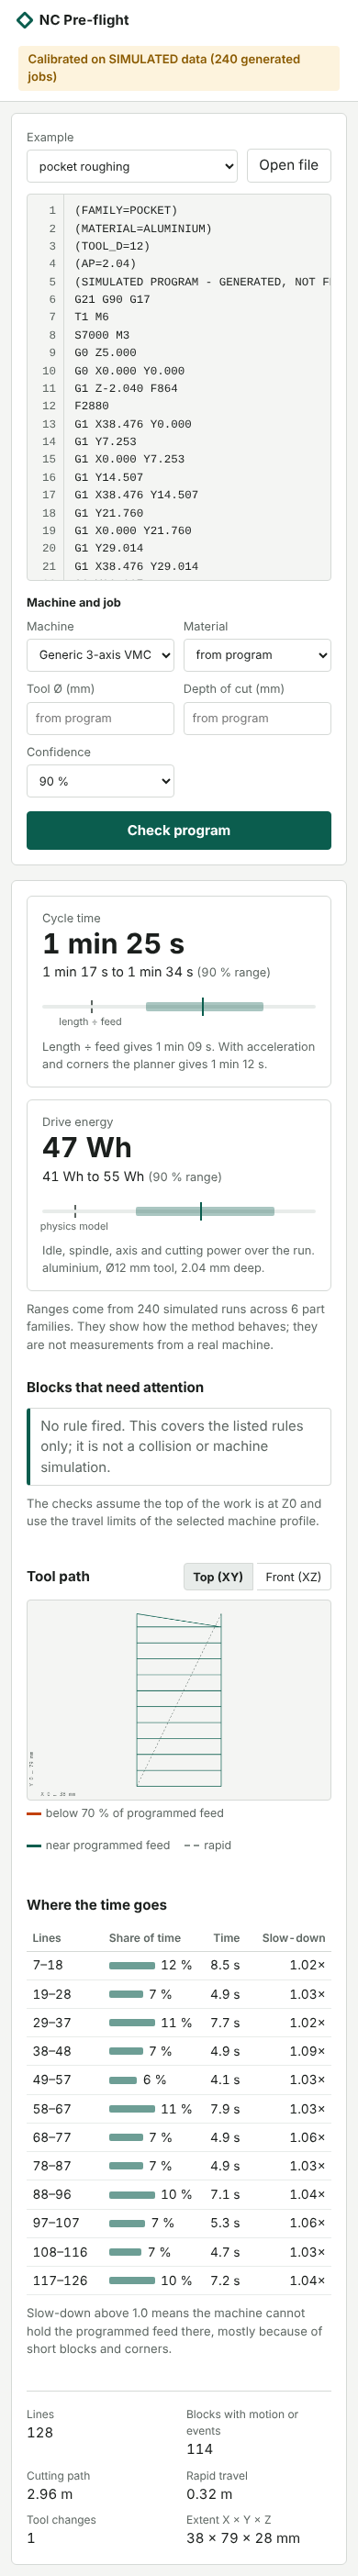 NC Pre-flight
Calibrated on SIMULATED data (240 generated
jobs)
Example
pocket roughing
Open file
1 (FAMILY=POCKET)
2 (MATERIAL=ALUMINIUM)
3 (TOOL_D=12)
4 (AP=2.04)
5 (SIMULATED PROGRAM - GENERATED, NOT
6 G21 G90 G17
7 T1 M6
8 S7000 M3
9 G0 Z5.000
10 G0 X0.000 Y0.000
11 G1 Z-2.040 F864
12 F2880
13 G1 X38.476 Y0.000
14 G1 Y7.253
15 G1 X0.000 Y7.253
16 G1 Y14.507
17 G1 X38.476 Y14.507
18 G1 Y21.760
19 G1 X0.000 Y21.760
20 G1 Y29.014
21 G1 X38.476 Y29.014
Machine and job
Machine Material
Generic 3-axis VMC from program
Tool Ø (mm) Depth of cut (mm)
from program from program
Confidence
90 %
Check program
Cycle time
1 min 25 s
1 min 17 s to 1 min 34 s (90 % range)
length ÷ feed
Length ÷ feed gives 1 min 09 s. With acceleration
and corners the planner gives 1 min 12 s.
Drive energy
47 Wh
41 Wh to 55 Wh (90 % range)
physics model
Idle, spindle, axis and cutting power over the run.
aluminium, Ø12 mm tool, 2.04 mm deep.
Ranges come from 240 simulated runs across 6 part
families. They show how the method behaves; they
are not measurements from a real machine.
Blocks that need attention
No rule fired. This covers the listed rules
only; it is not a collision or machine
simulation.
The checks assume the top of the work is at Z0 and
use the travel limits of the selected machine profile.
Tool path
Top (XY) Front (XZ)
below 70 % of programmed feed
near programmed feed rapid
Where the time goes
Lines Share of time Time Slow-down
7–18 12 % 8.5 s 1.02×
19–28 7 % 4.9 s 1.03×
29–37 11 % 7.7 s 1.02×
38–48 7 % 4.9 s 1.09×
49–57 6 % 4.1 s 1.03×
58–67 11 % 7.9 s 1.03×
68–77 7 % 4.9 s 1.06×
78–87 7 % 4.9 s 1.03×
88–96 10 % 7.1 s 1.04×
97–107 7 % 5.3 s 1.06×
108–116 7 % 4.7 s 1.03×
117–126 10 % 7.2 s 1.04×
Slow-down above 1.0 means the machine cannot
hold the programmed feed there, mostly because of
short blocks and corners.
Lines
128
Blocks with motion or
events
114
Cutting path
2.96 m
Rapid travel
0.32 m
Tool changes
1
Extent X × Y × Z
38 × 79 × 28 mm